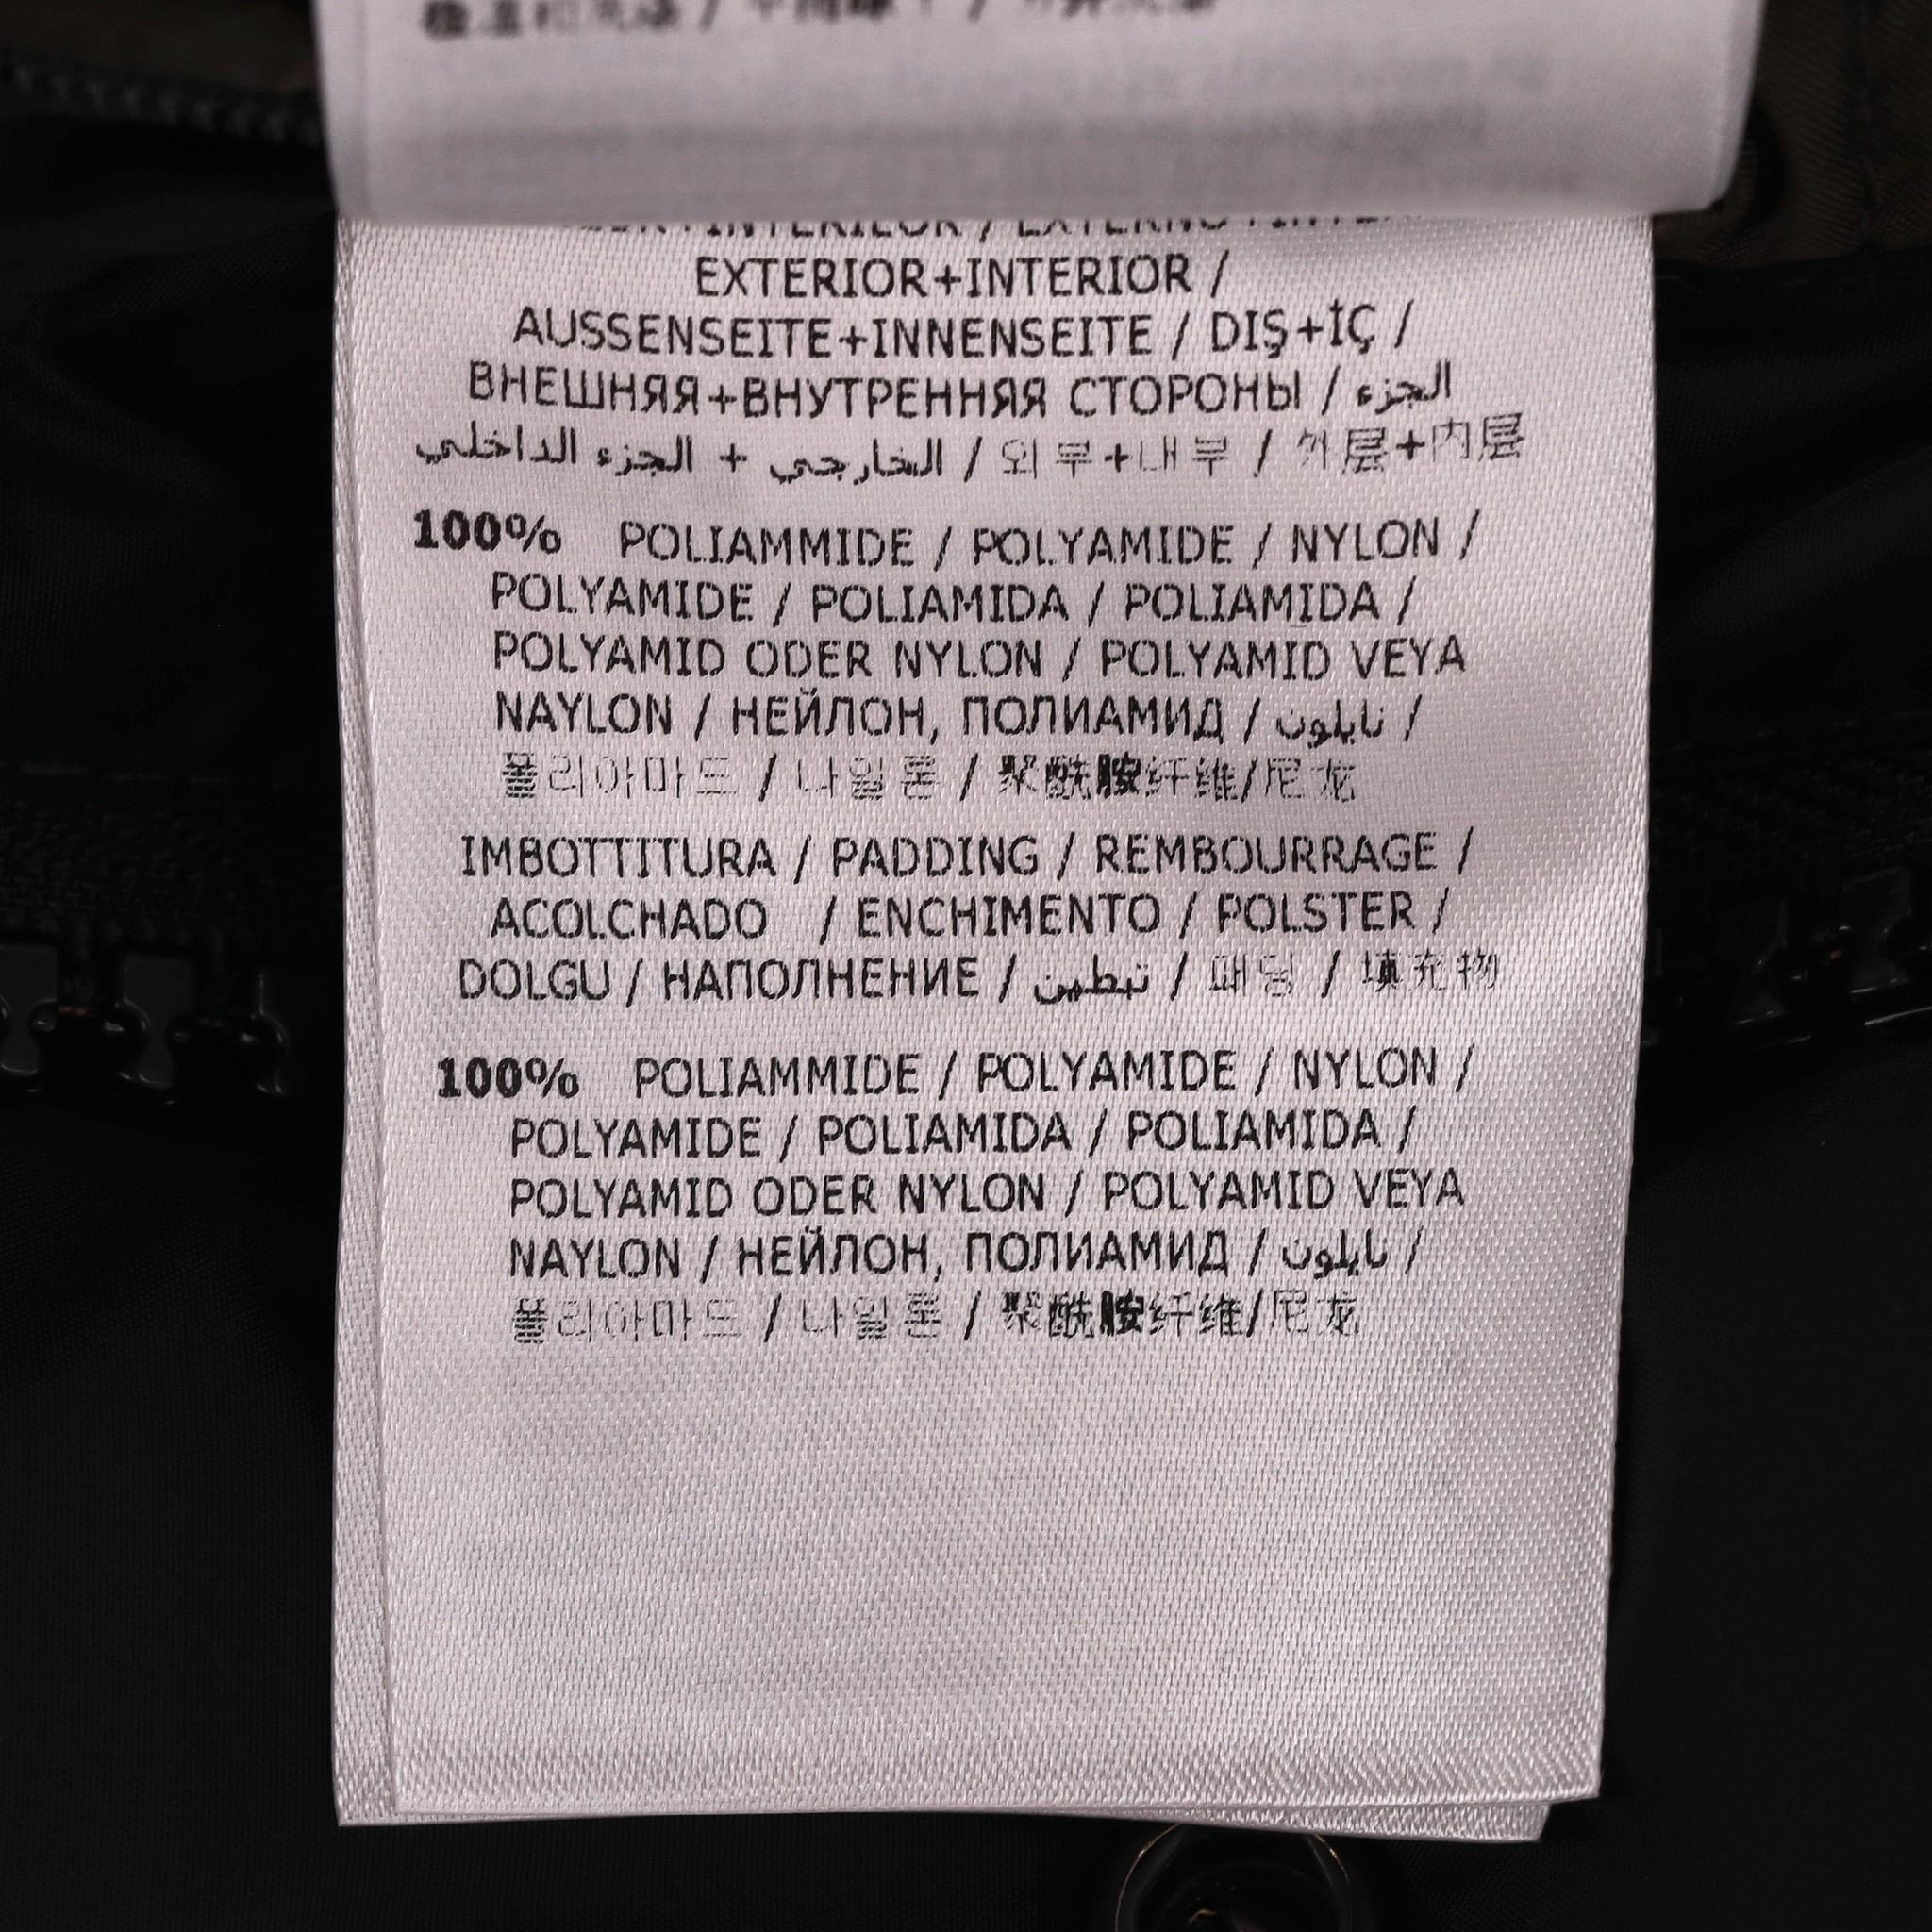 EXTERIOR+INTERIOR /
AUSSENSEITE+INNENSEITE / DIŞ+İÇ /
ВНЕШНЯЯ+ВНУТРЕННЯЯ СТОРОНЫ / الجزء
الخارجي + الجزء الداخلي / 외부+내부 / 外层+内层
100% POLIAMMIDE / POLYAMIDE / NYLON /
POLYAMIDE / POLIAMIDA / POLIAMIDA /
POLYAMID ODER NYLON / POLYAMID VEYA
NAYLON / НЕЙЛОН, ПОЛИАМИД / نايلون /
폴리아마드 / 나일론 / 聚酰胺纤维/尼龙
IMBOTTITURA / PADDING / REMBOURRAGE /
ACOLCHADO / ENCHIMENTO / POLSTER /
DOLGU / НАПОЛНЕНИЕ / تبطين / 패딩 / 填充物
100% POLIAMMIDE / POLYAMIDE / NYLON /
POLYAMIDE / POLIAMIDA / POLIAMIDA /
POLYAMID ODER NYLON / POLYAMID VEYA
NAYLON / НЕЙЛОН, ПОЛИАМИД / نايلون /
폴리아마드 / 나일론 / 聚酰胺纤维/尼龙